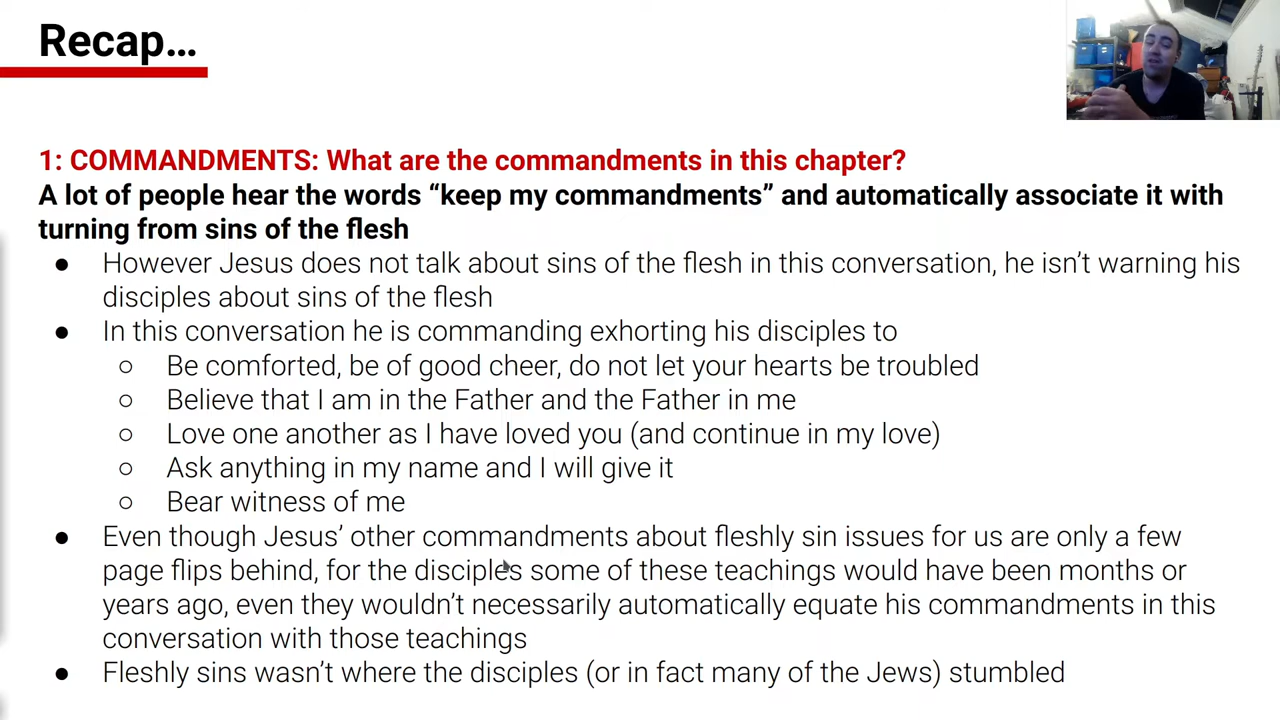 Recap...
1: COMMANDMENTS: What are the commandments in this chapter?
A lot of people hear the words “keep my commandments” and automatically associate it with
turning from sins of the flesh
● However Jesus does not talk about sins of the flesh in this conversation, he isn’t warning his
disciples about sins of the flesh
● In this conversation he is commanding exhorting his disciples to
○ Be comforted, be of good cheer, do not let your hearts be troubled
○ Believe that I am in the Father and the Father in me
○ Love one another as I have loved you (and continue in my love)
○ Ask anything in my name and I will give it
○ Bear witness of me
● Even though Jesus’ other commandments about fleshly sin issues for us are only a few
page flips behind, for the disciples some of these teachings would have been months or
years ago, even they wouldn’t necessarily automatically equate his commandments in this
conversation with those teachings
● Fleshly sins wasn’t where the disciples (or in fact many of the Jews) stumbled